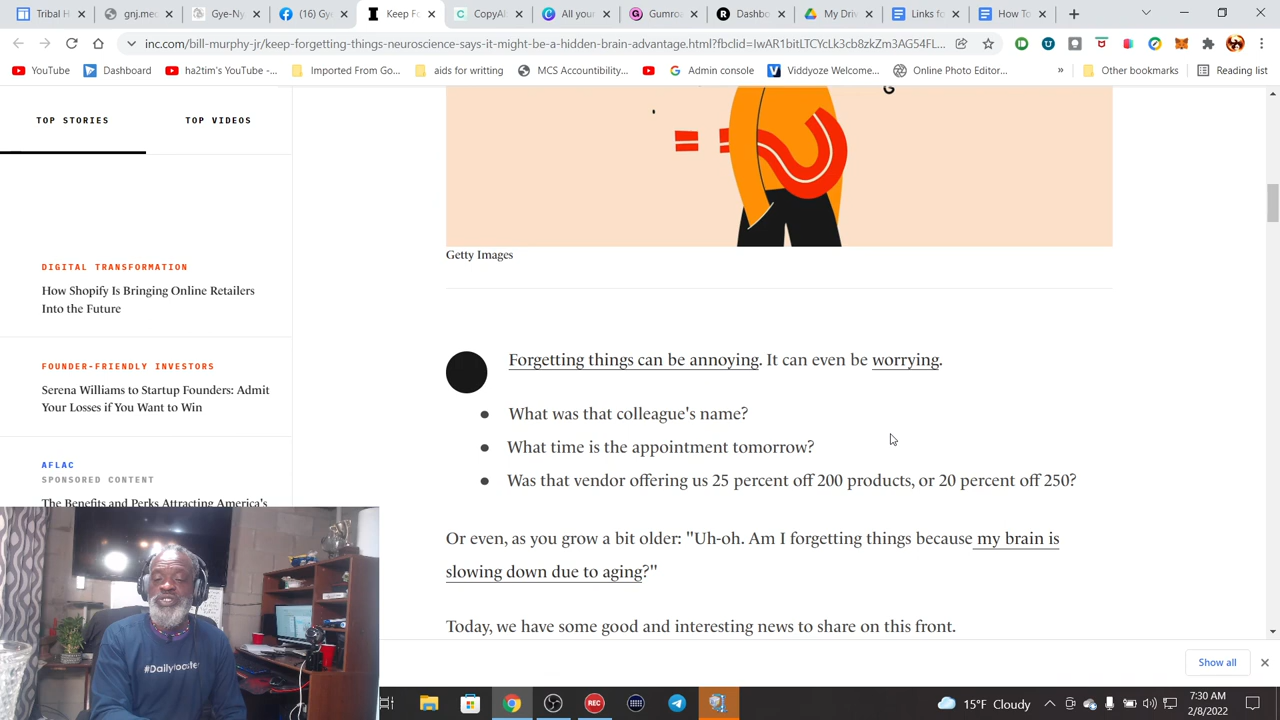 Tribal H
gnj.mec
Gye-Ny
(16) Gy
Keep F
CopyAI
All your
Gumro
Dashbo
My Driv
Links fo
How To
inc.com/bill-murphy-jr/keep-forgetting-things-neuroscience-says-it-might-be-a-hidden-brain-advantage.html?fbclid=IwAR1bitLTCYcLk3cb8zkZm3AG54FL...
YouTube
Dashboard
ha2tim's YouTube -...
Imported From Go...
aids for writting
MCS Accountibility...
Admin console
Viddyoze Welcome...
Online Photo Editor...
»
Other bookmarks
Reading list
TOP STORIES
TOP VIDEOS
DIGITAL TRANSFORMATION
How Shopify Is Bringing Online Retailers
Into the Future
FOUNDER-FRIENDLY INVESTORS
Serena Williams to Startup Founders: Admit
Your Losses if You Want to Win
AFLAC
SPONSORED CONTENT
The Benefits and Perks Attracting America's
#Dailytooter
G
Getty Images
Forgetting things can be annoying. It can even be worrying.
What was that colleague's name?
What time is the appointment tomorrow?
Was that vendor offering us 25 percent off 200 products, or 20 percent off 250?
Or even, as you grow a bit older: "Uh-oh. Am I forgetting things because my brain is
slowing down due to aging?"
Today, we have some good and interesting news to share on this front.
Show all
REC
15°F Cloudy
7:30 AM
2/8/2022